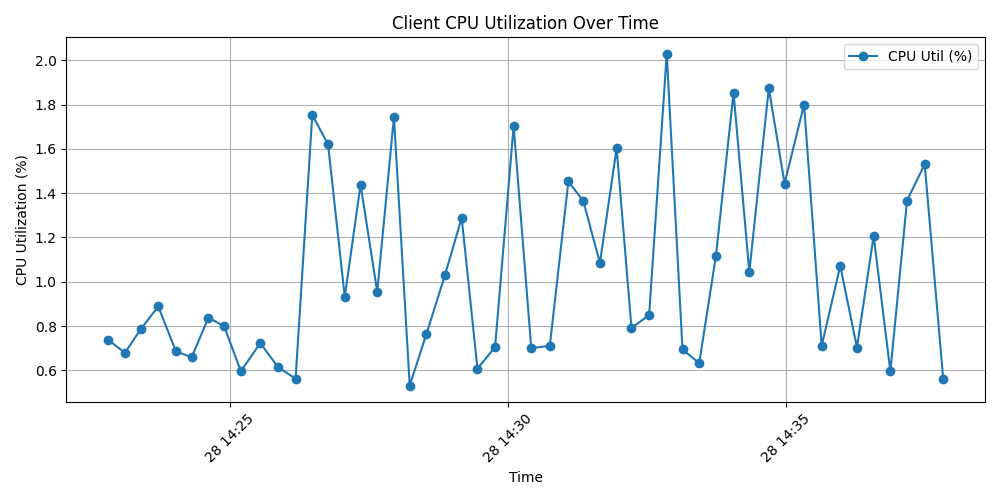 Client CPU Utilization Over Time
CPU Util (%)
CPU Utilization (%)
2.0
1.8
1.6
1.4
1.2
1.0
0.8
0.6
28 14:25
28 14:30
28 14:35
Time